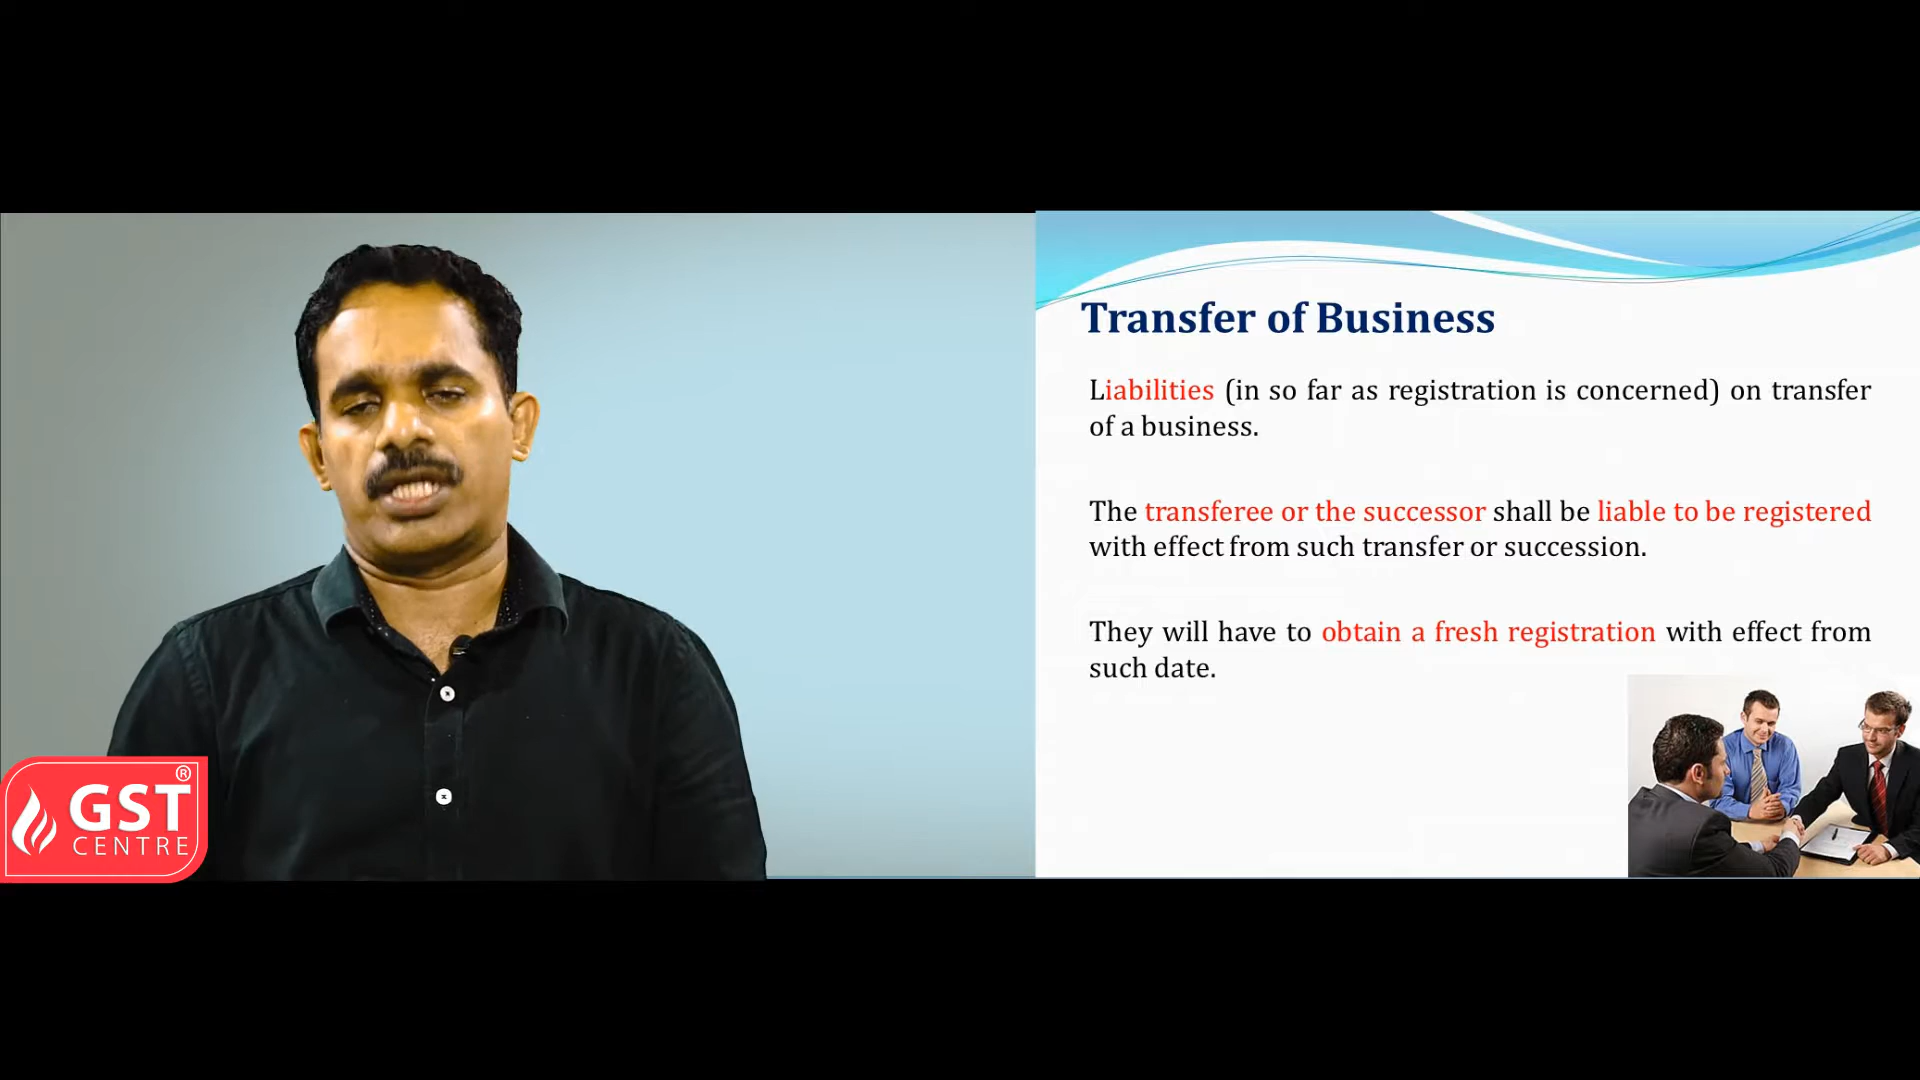 Transfer of Business
Liabilities (in so far as registration is concerned) on transfer
of a business.
The transferee or the successor shall be liable to be registered
with effect from such transfer or succession.
They will have to obtain a fresh registration with effect from
such date.
GST®
CENTRE